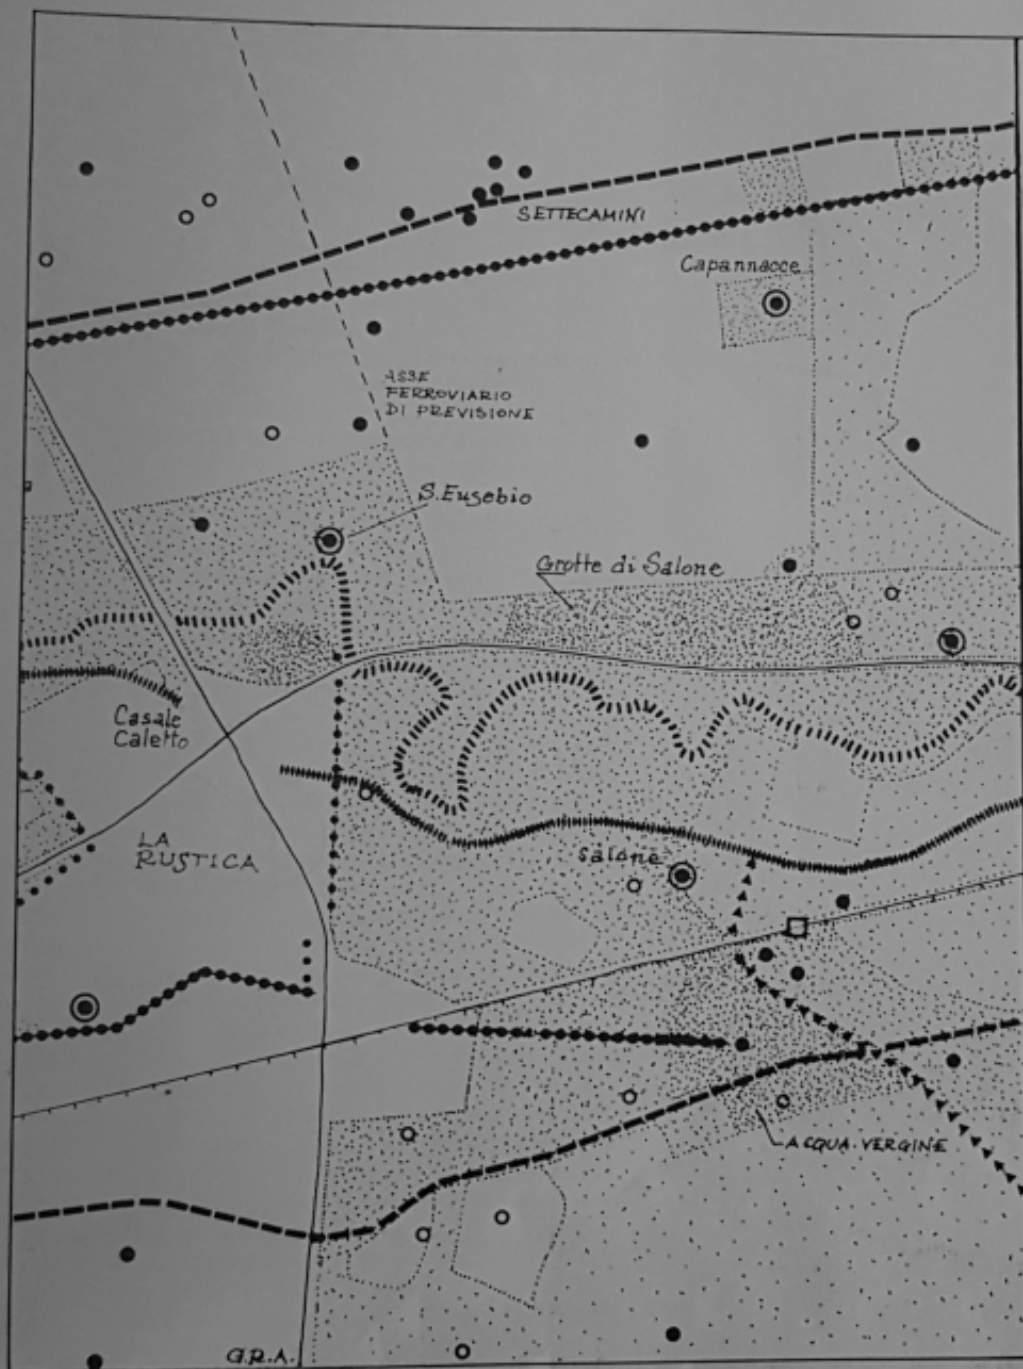 SETTECAMINI
Capannacce
ASSE
FERROVIARIO
DI PREVISIONE
S. Eusebio
Grotte di Salone
Casale
Caletto
LA
RUSTICA
Salone
ACQUA VERGINE
G.R.A.